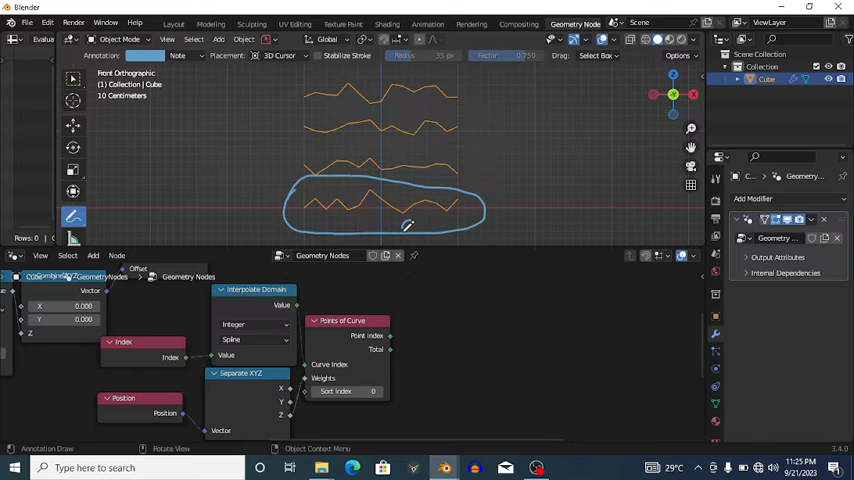 Blender
File Edit Window Help Layout Modeling Sculpting UV Editing Texture Paint Shading Animation Rendering Compositing Geometry Node Scene ViewLayer
Evalua Object Mode View Select Add Object Global
Annotation: Note Placement: 3D Cursor Stabilize Stroke Radius 35 px Factor 0.750 Drag: Select Box Options
Front Orthographic
(1) Collection | Cube
10 Centimeters
Z
Y
X
Scene Collection
Collection
Cube
C... Geometry...
Add Modifier
Geometry ...
Output Attributes
Internal Dependencies
Rows: 0
View Select Add Node Geometry Nodes
GeometryNodes Geometry Nodes
Offset
Vector
X 0.000
Y 0.000
Z
Interpolate Domain
Value
Integer
Spline
Value
Index
Index
Points of Curve
Point Index
Total
Curve Index
Weights
Sort Index 0
Separate XYZ
X
Y
Z
Vector
Position
Position
Annotation Draw Rotate View Object Context Menu 3.4.0
Type here to search 29°C 11:25 PM
9/21/2023